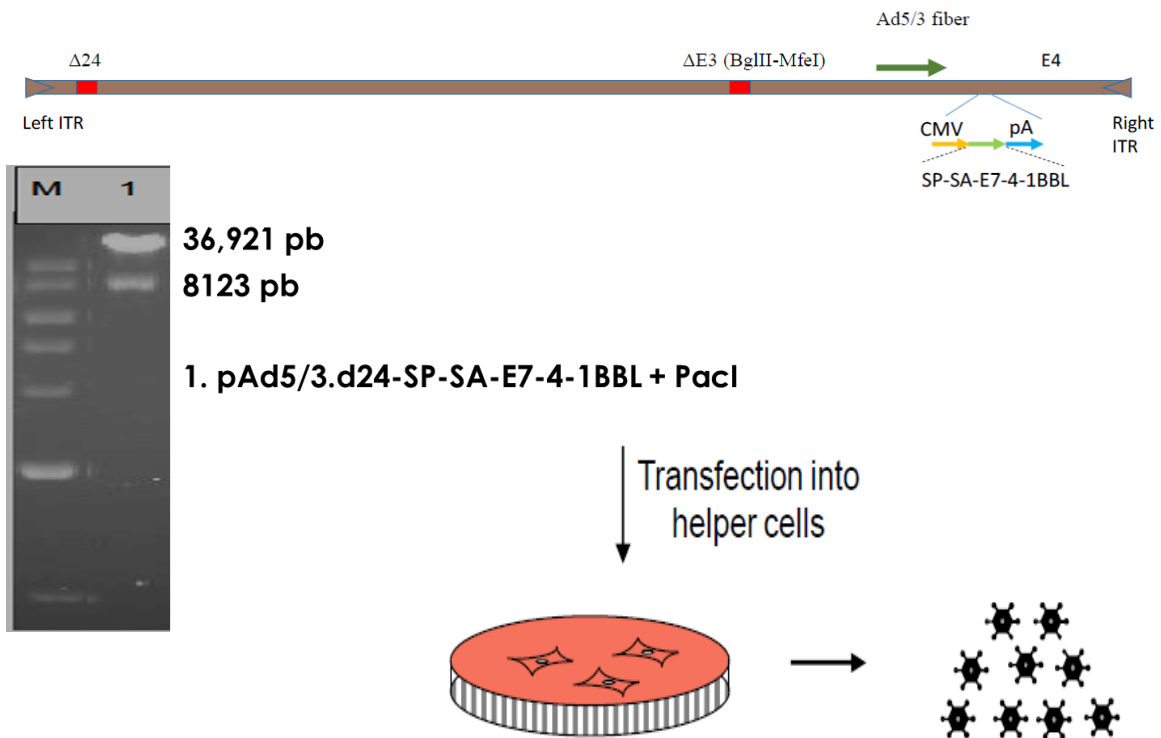 Ad5/3 fiber
Δ24
ΔE3 (BglII-MfeI)
E4
Left ITR
CMV
pA
Right
ITR
SP-SA-E7-4-1BBL
M 1
36,921 pb
8123 pb
1. pAd5/3.d24-SP-SA-E7-4-1BBL + PacI
Transfection into
helper cells